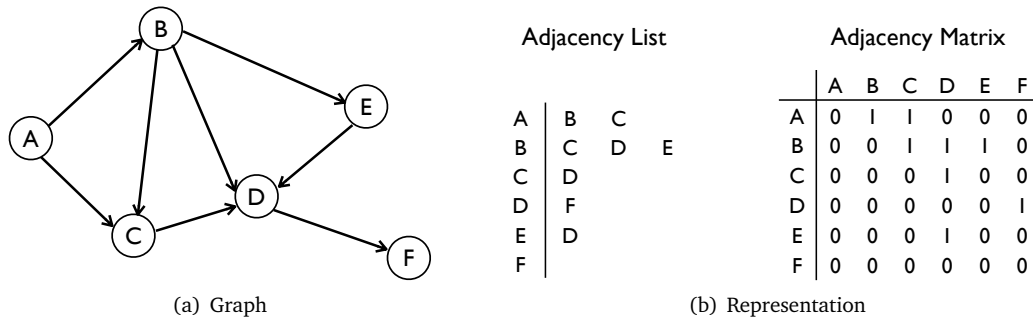 B
E
A
D
C
F
(a) Graph
Adjacency List
A B C
B C D E
C D
D F
E D
F
Adjacency Matrix
A B C D E F
A 0 1 1 0 0 0
B 0 0 1 1 1 0
C 0 0 0 1 0 0
D 0 0 0 0 0 1
E 0 0 0 1 0 0
F 0 0 0 0 0 0
(b) Representation